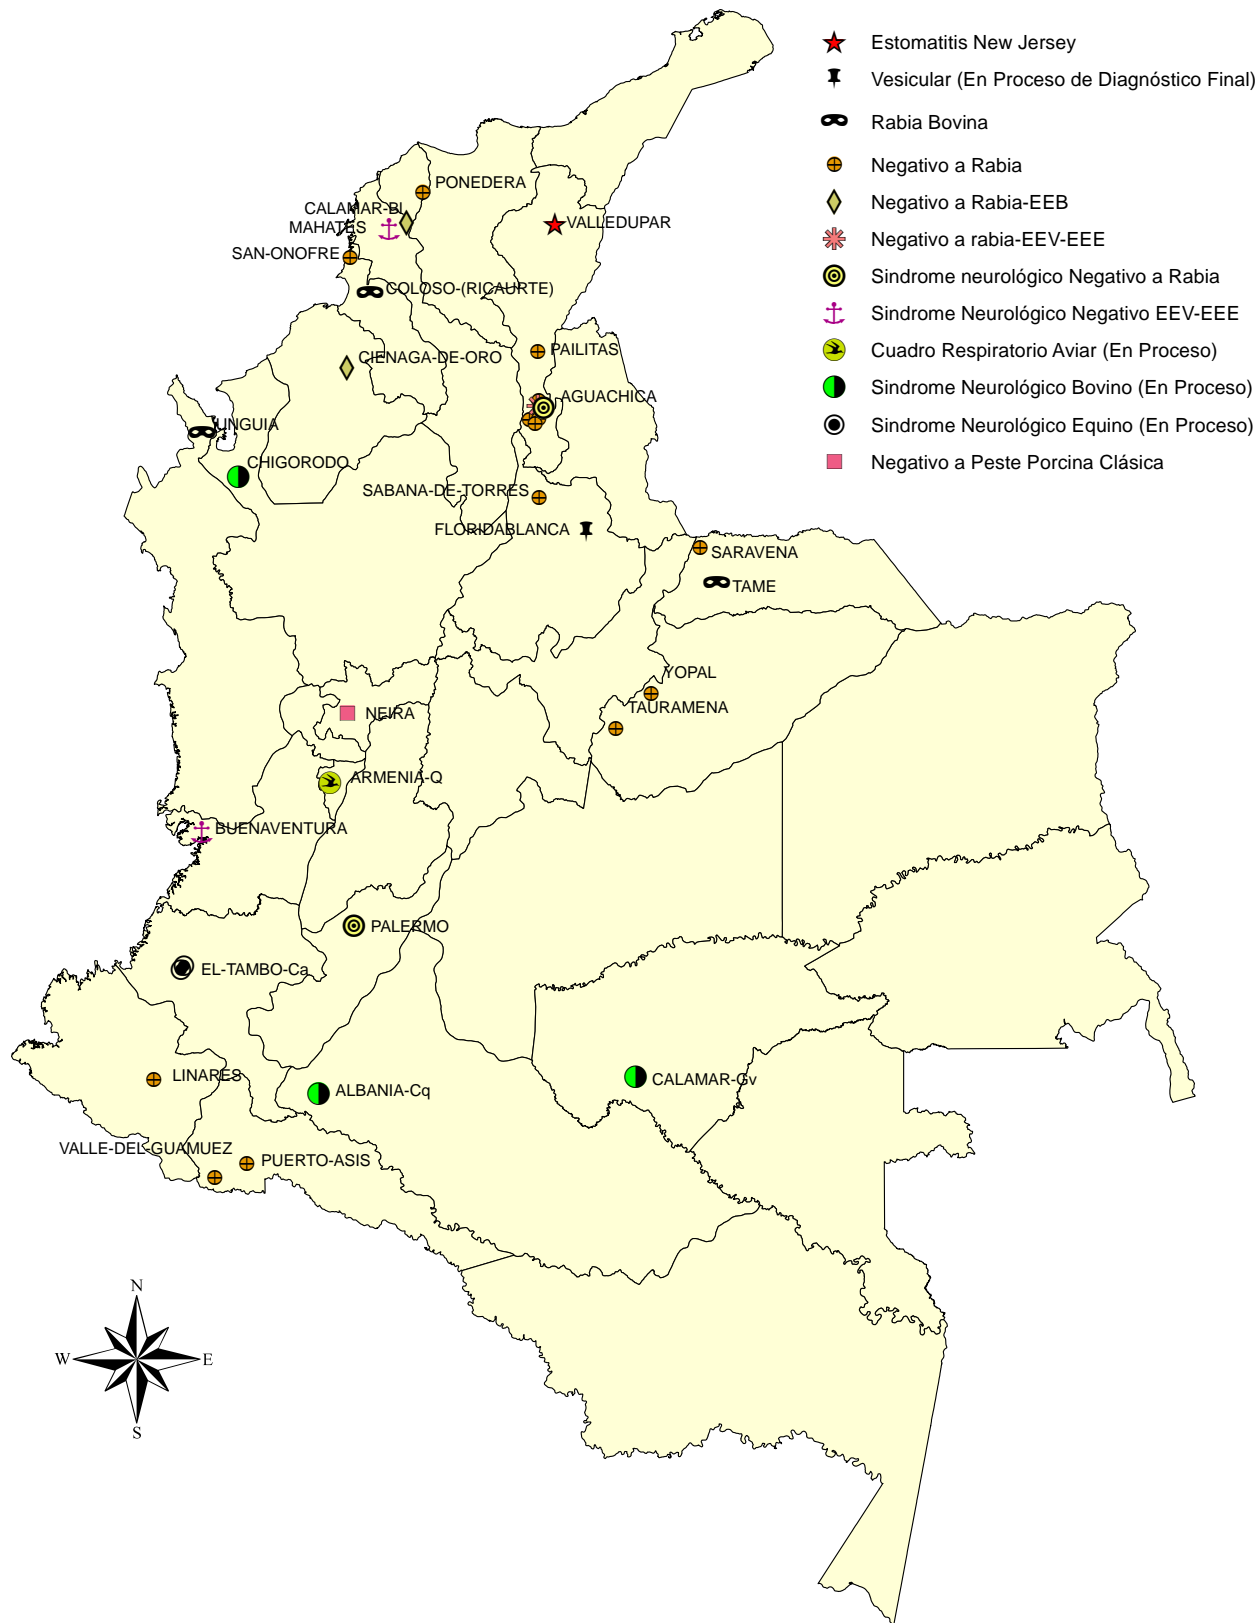 Estomatitis New Jersey
Vesicular (En Proceso de Diagnóstico Final)
Rabia Bovina
Negativo a Rabia
Negativo a Rabia-EEB
Negativo a rabia-EEV-EEE
Sindrome neurológico Negativo a Rabia
Sindrome Neurológico Negativo EEV-EEE
Cuadro Respiratorio Aviar (En Proceso)
Sindrome Neurológico Bovino (En Proceso)
Sindrome Neurológico Equino (En Proceso)
Negativo a Peste Porcina Clásica
PONEDERA
CALAMAR-Bl
MAHATES
VALLEDUPAR
SAN-ONOFRE
COLOSO-(RICAURTE)
PAILITAS
CIENAGA-DE-ORO
AGUACHICA
UNGUIA
CHIGORODO
SABANA-DE-TORRES
FLORIDABLANCA
SARAVENA
TAME
YOPAL
TAURAMENA
NEIRA
ARMENIA-Q
BUENAVENTURA
PALERMO
EL-TAMBO-Ca
LINARES
ALBANIA-Cq
CALAMAR-Gv
VALLE-DEL-GUAMUEZ
PUERTO-ASIS
N
W
E
S